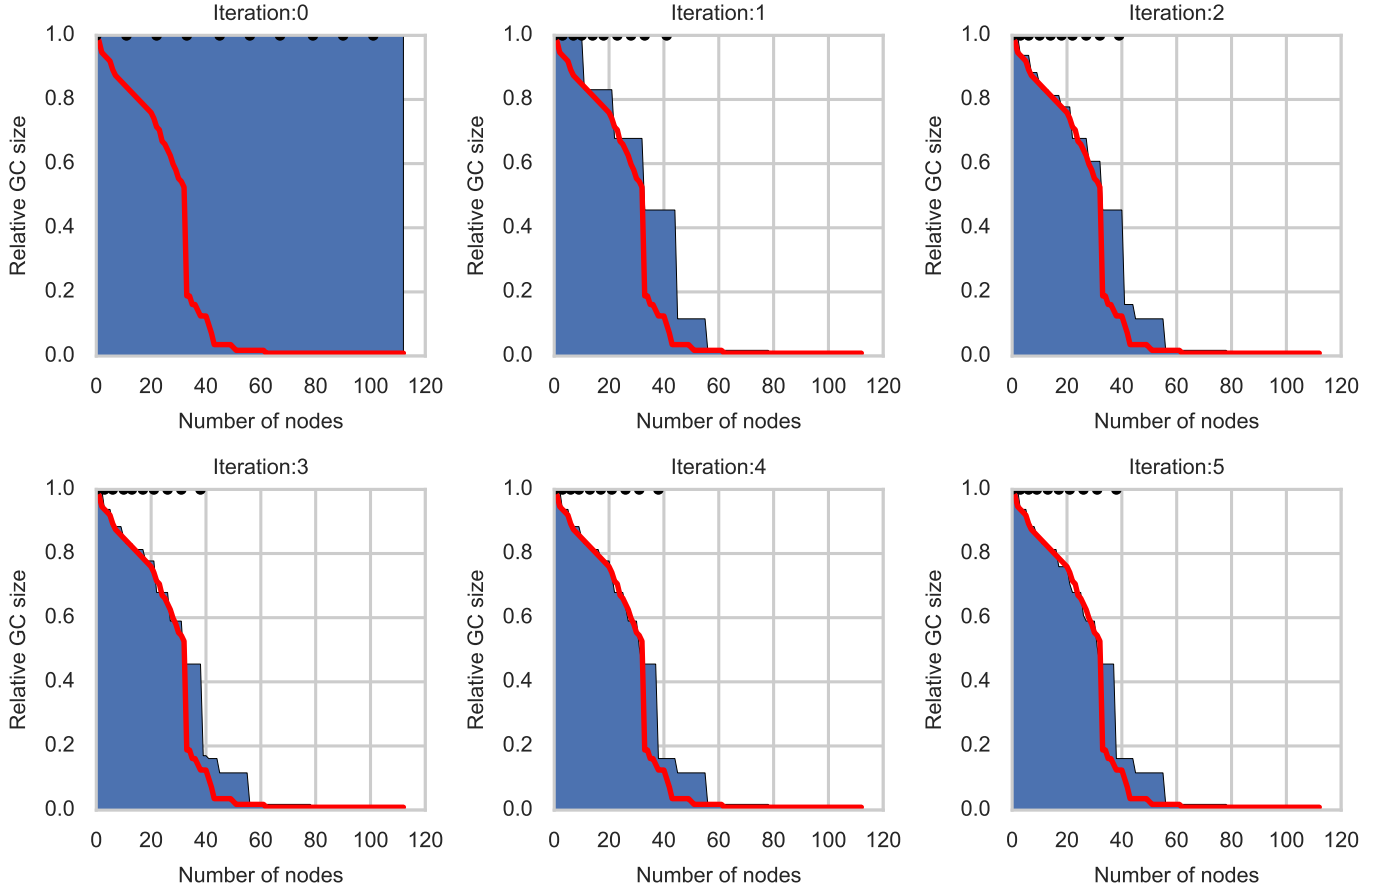 Iteration:0
Iteration:1
Iteration:2
Relative GC size
1.0
0.8
0.6
0.4
0.2
0.0
0 20 40 60 80 100 120
Number of nodes
Relative GC size
1.0
0.8
0.6
0.4
0.2
0.0
0 20 40 60 80 100 120
Number of nodes
Relative GC size
1.0
0.8
0.6
0.4
0.2
0.0
0 20 40 60 80 100 120
Number of nodes
Iteration:3
Iteration:4
Iteration:5
Relative GC size
1.0
0.8
0.6
0.4
0.2
0.0
0 20 40 60 80 100 120
Number of nodes
Relative GC size
1.0
0.8
0.6
0.4
0.2
0.0
0 20 40 60 80 100 120
Number of nodes
Relative GC size
1.0
0.8
0.6
0.4
0.2
0.0
0 20 40 60 80 100 120
Number of nodes